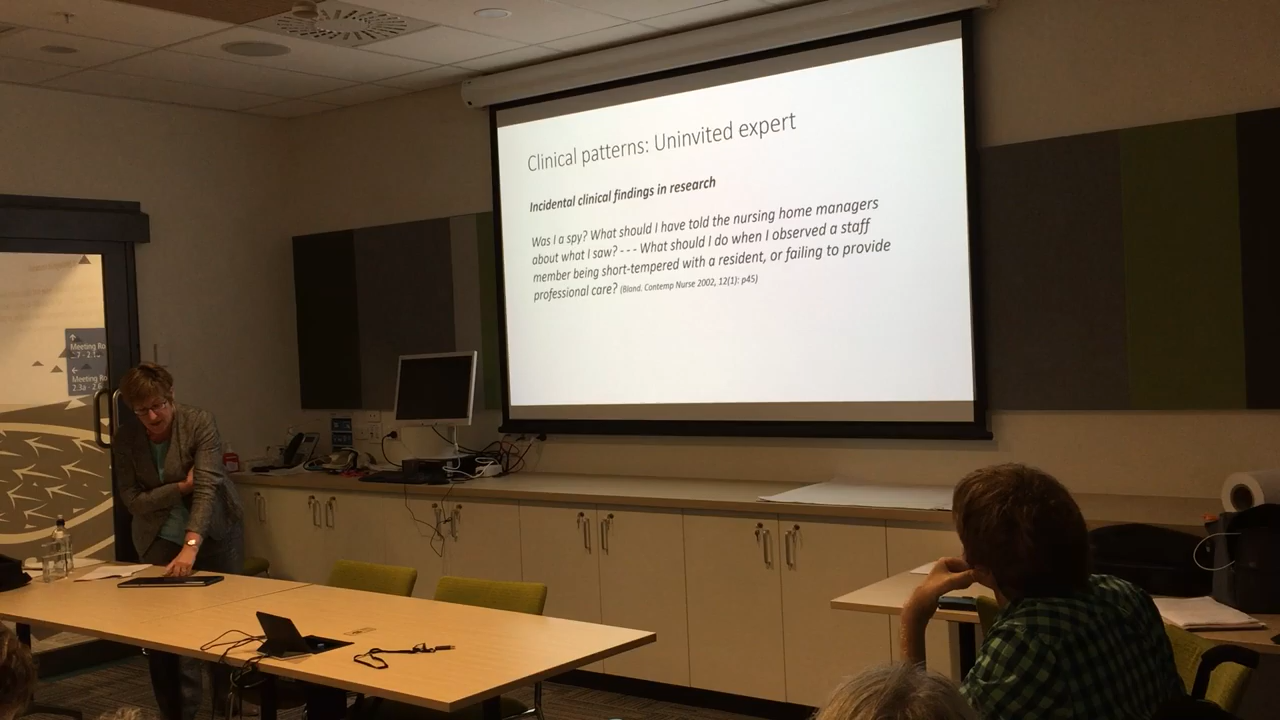 Clinical patterns: Uninvited expert
Incidental clinical findings in research
Was I a spy? What should I have told the nursing home managers
about what I saw? - - - What should I do when I observed a staff
member being short-tempered with a resident, or failing to provide
professional care? (Bland. Contemp Nurse 2002, 12(1): p45)
Meeting Ro
Meeting Ro